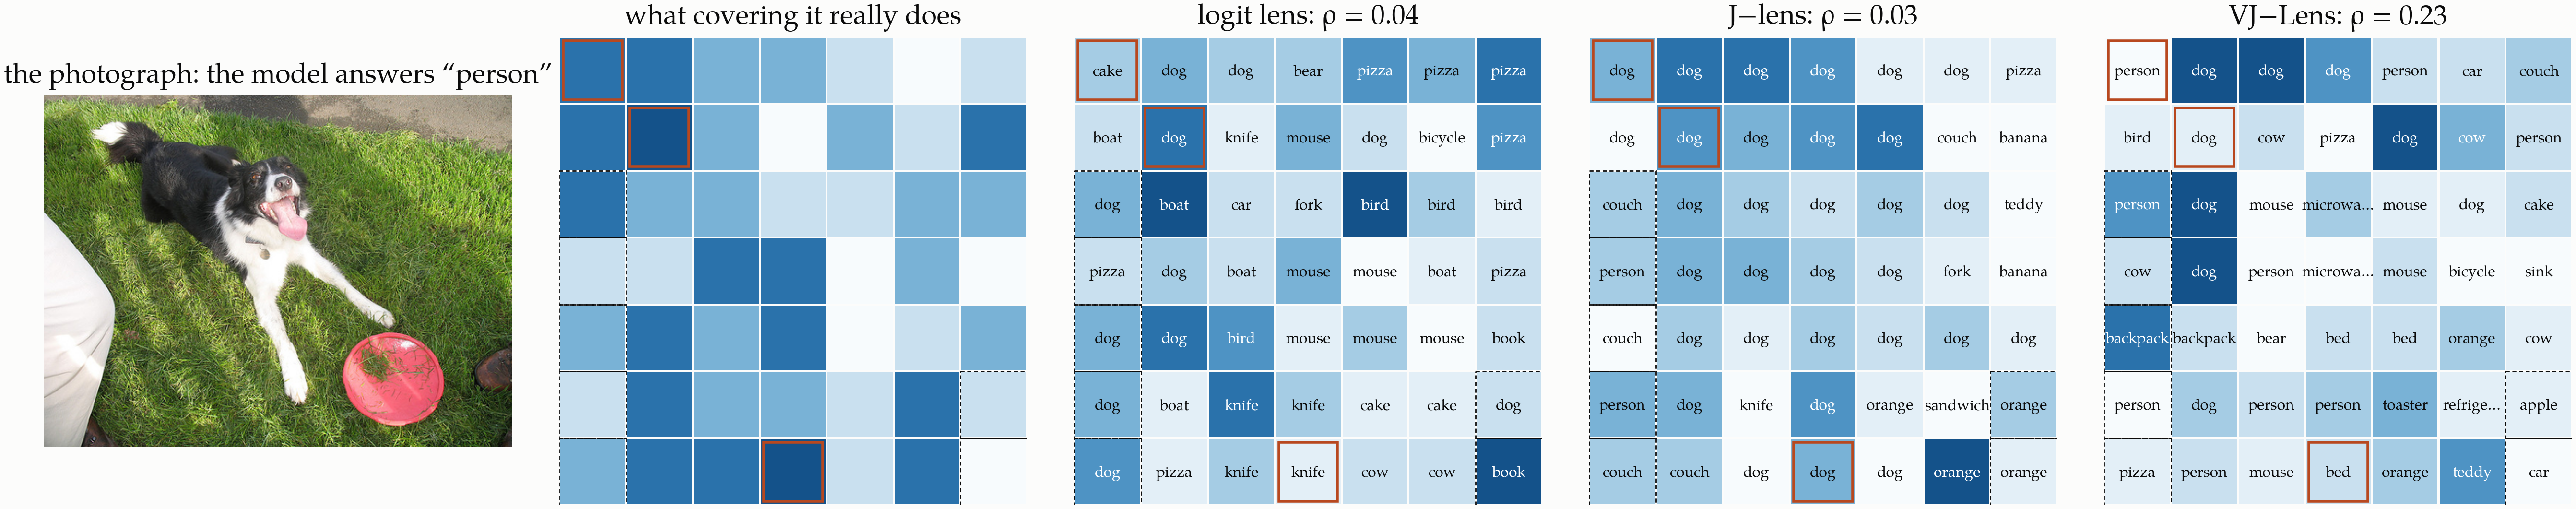 what covering it really does
logit lens: ρ = 0.04
J−lens: ρ = 0.03
VJ−Lens: ρ = 0.23
the photograph: the model answers “person”
cake dog dog bear pizza pizza pizza
boat dog knife mouse dog bicycle pizza
dog boat car fork bird bird bird
pizza dog boat mouse mouse boat pizza
dog dog bird mouse mouse mouse book
dog boat knife knife cake cake dog
dog pizza knife knife cow cow book
dog dog dog dog dog dog pizza
dog dog dog dog dog couch banana
couch dog dog dog dog dog teddy
person dog dog dog dog fork banana
couch dog dog dog dog dog dog
person dog knife dog orange sandwich orange
couch couch dog dog dog orange orange
person dog dog dog person car couch
bird dog cow pizza dog cow person
person dog mouse microwa... mouse dog cake
cow dog person microwa... mouse bicycle sink
backpack backpack bear bed bed orange cow
person dog person person toaster refrige... apple
pizza person mouse bed orange teddy car